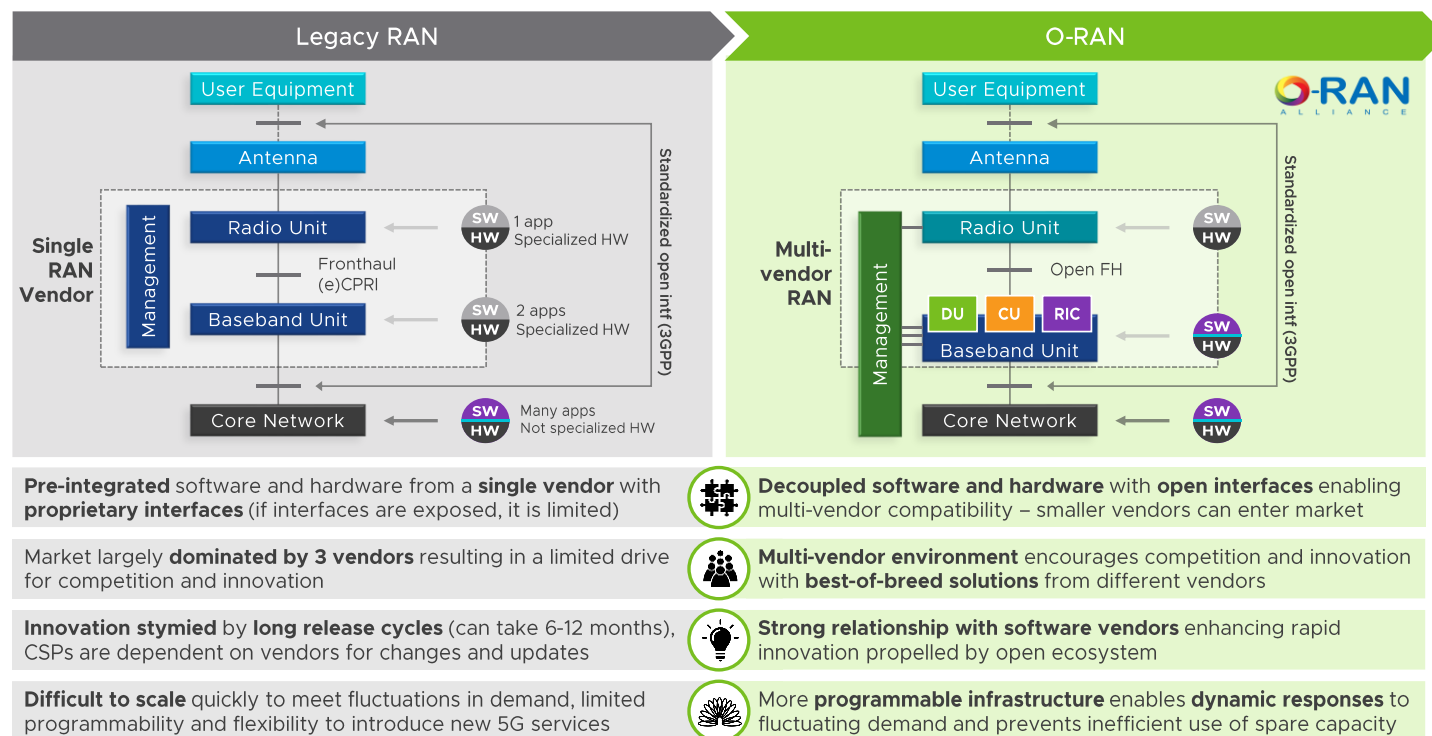 Legacy RAN
User Equipment
Antenna
Single
RAN
Vendor
Management
Radio Unit
SW
HW
1 app
Specialized HW
Fronthaul
(e)CPRI
Baseband Unit
SW
HW
2 apps
Specialized HW
Standardized open intf (3GPP)
Core Network
SW
HW
Many apps
Not specialized HW
O-RAN
O-RAN
ALLIANCE
User Equipment
Antenna
Multi-
vendor
RAN
Management
Radio Unit
SW
HW
Open FH
DU
CU
RIC
Baseband Unit
SW
HW
Standardized open intf (3GPP)
Core Network
SW
HW
Pre-integrated software and hardware from a single vendor with
proprietary interfaces (if interfaces are exposed, it is limited)
Decoupled software and hardware with open interfaces enabling
multi-vendor compatibility – smaller vendors can enter market
Market largely dominated by 3 vendors resulting in a limited drive
for competition and innovation
Multi-vendor environment encourages competition and innovation
with best-of-breed solutions from different vendors
Innovation stymied by long release cycles (can take 6-12 months),
CSPs are dependent on vendors for changes and updates
Strong relationship with software vendors enhancing rapid
innovation propelled by open ecosystem
Difficult to scale quickly to meet fluctuations in demand, limited
programmability and flexibility to introduce new 5G services
More programmable infrastructure enables dynamic responses to
fluctuating demand and prevents inefficient use of spare capacity